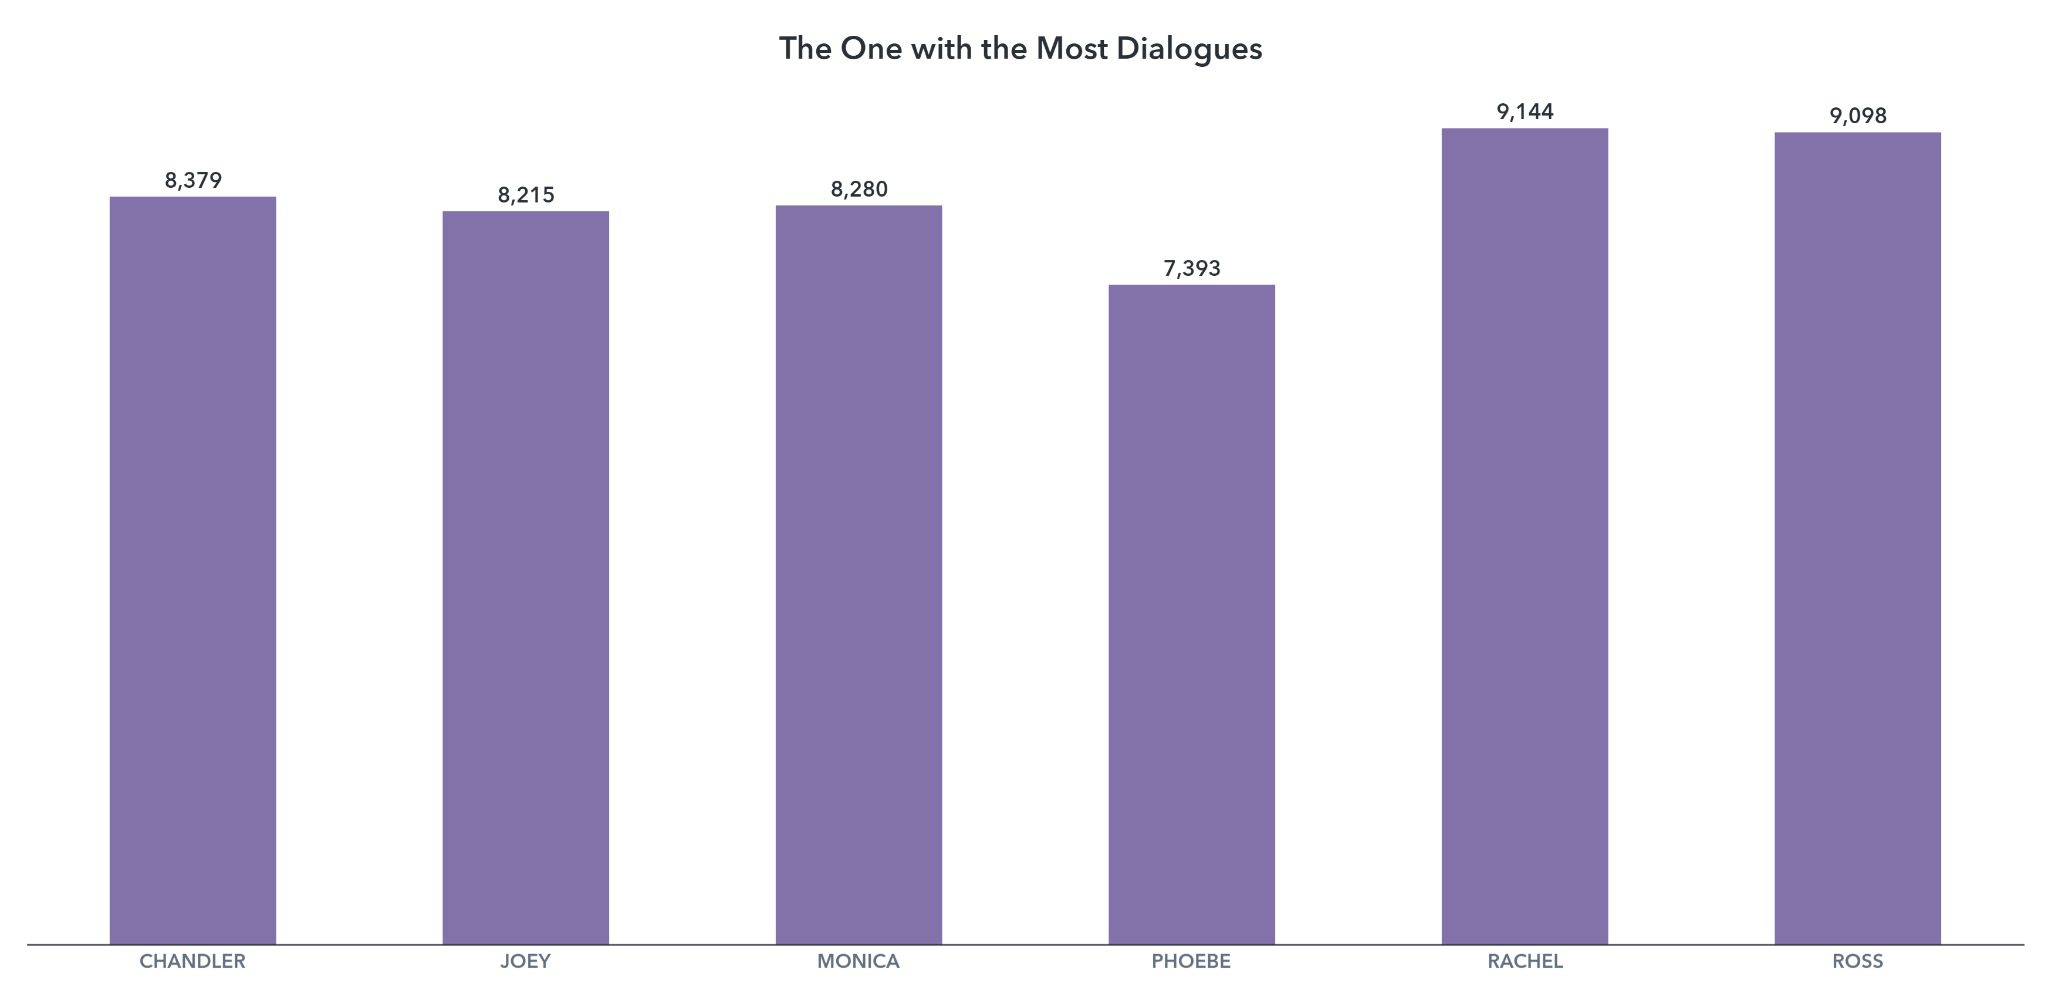 The One with the Most Dialogues
8,379
8,215
8,280
7,393
9,144
9,098
CHANDLER
JOEY
MONICA
PHOEBE
RACHEL
ROSS